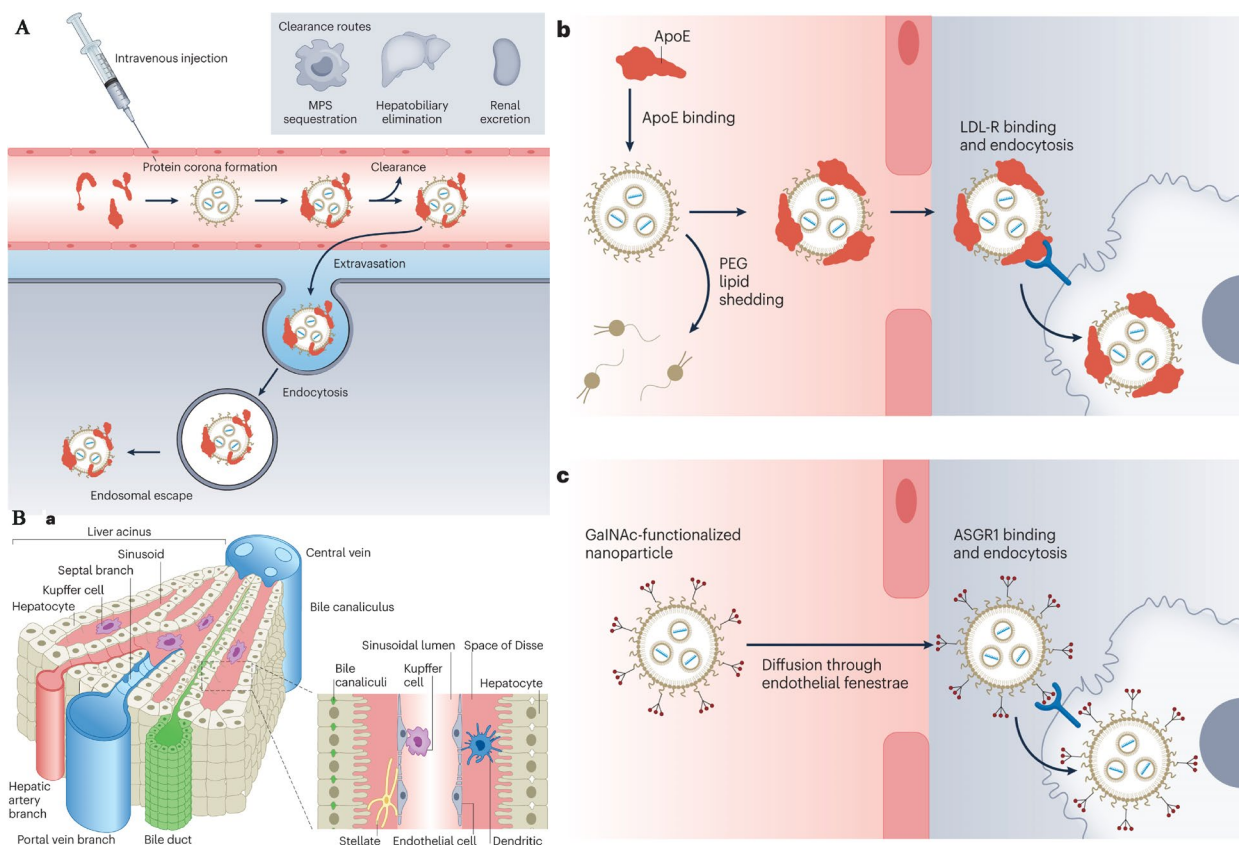 A
Intravenous injection
Clearance routes
MPS
sequestration
Hepatobiliary
elimination
Renal
excretion
Protein corona formation
Clearance
Extravasation
Endocytosis
Endosomal escape
B a
Liver acinus
Sinusoid
Septal branch
Kupffer cell
Hepatocyte
Central vein
Bile canaliculus
Sinusoidal lumen
Space of Disse
Bile
canaliculi
Kupffer
cell
Hepatocyte
Hepatic
artery
branch
Portal vein branch
Bile duct
Stellate
Endothelial cell
Dendritic
b
ApoE
ApoE binding
LDL-R binding
and endocytosis
PEG
lipid
shedding
c
GalNAc-functionalized
nanoparticle
ASGR1 binding
and endocytosis
Diffusion through
endothelial fenestrae